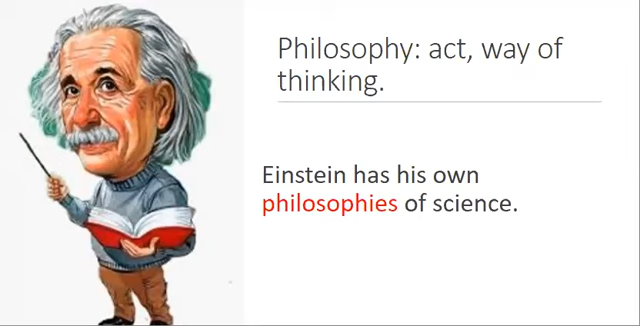 Philosophy: act, way of
thinking.
Einstein has his own
philosophies of science.